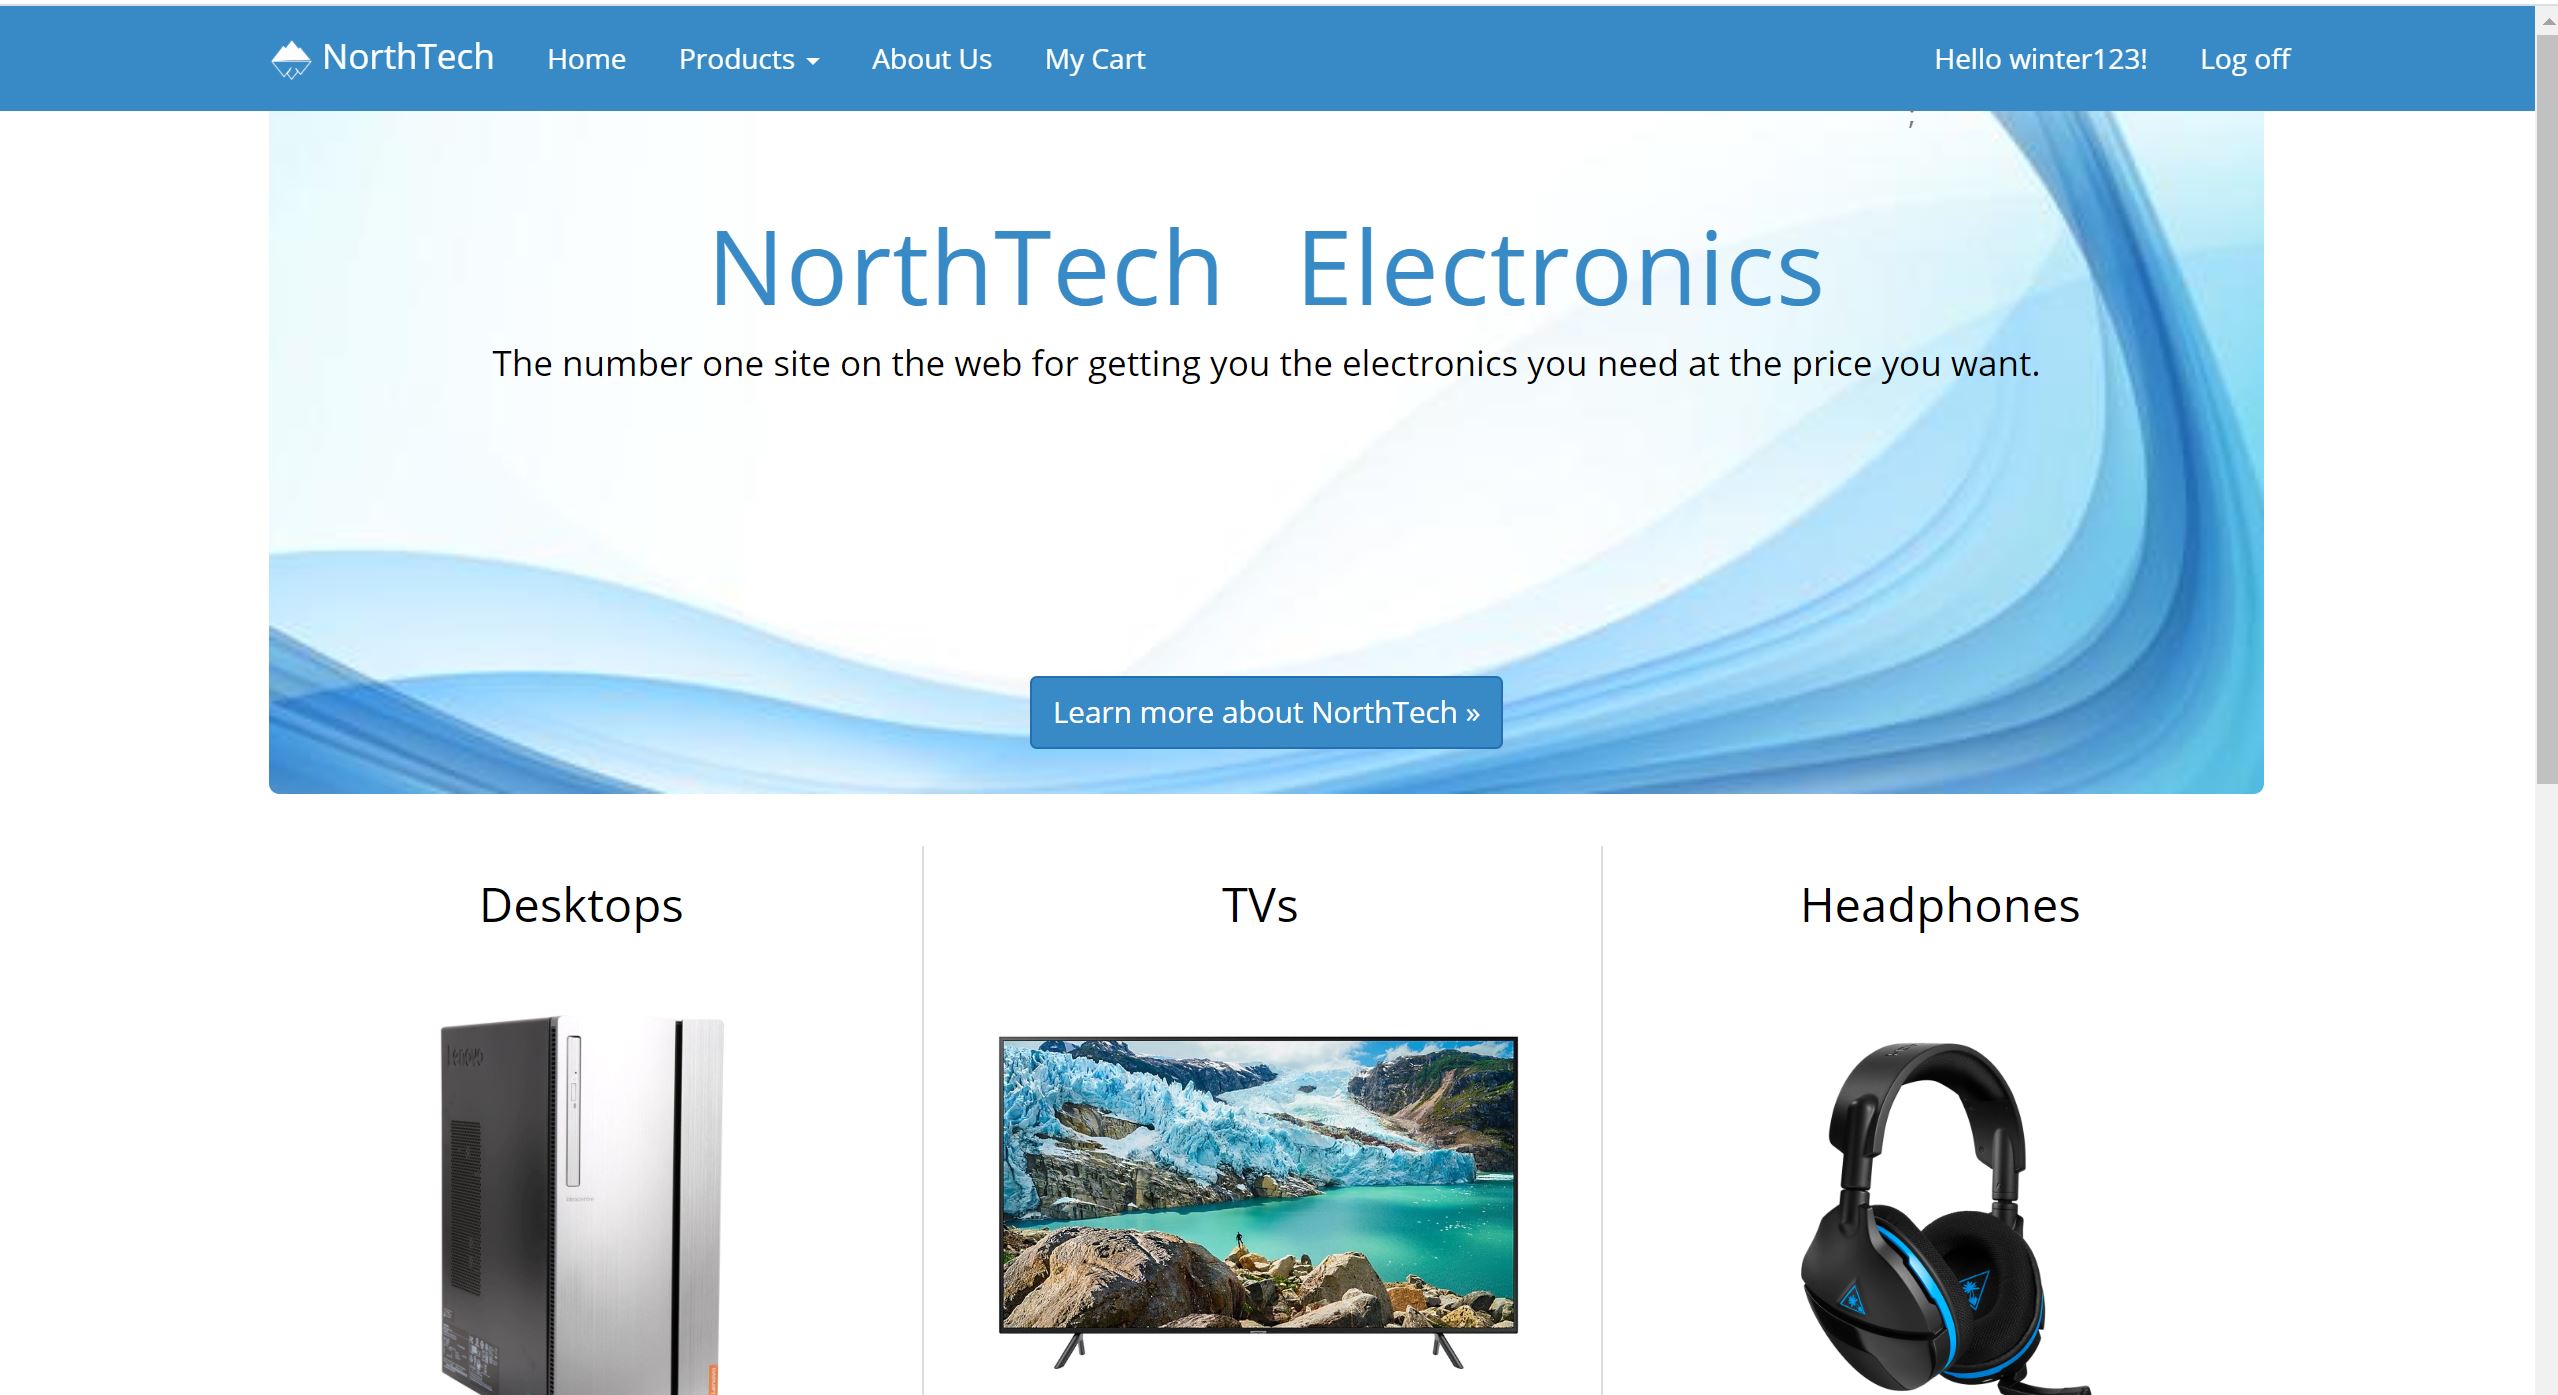 NorthTech Home Products About Us My Cart Hello winter123! Log off
;
NorthTech Electronics
The number one site on the web for getting you the electronics you need at the price you want.
Learn more about NorthTech »
Desktops TVs Headphones
Lenovo
ideacentre